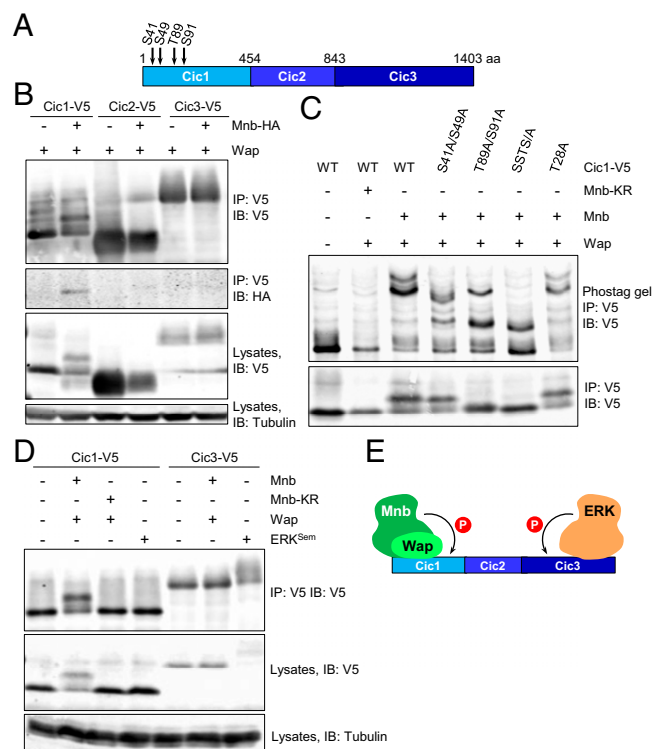 A
S41
S49
T89
S91
1 454 843 1403 aa
Cic1 Cic2 Cic3
B
Cic1-V5 Cic2-V5 Cic3-V5
- + - + - + Mnb-HA
+ + + + + + Wap
IP: V5
IB: V5
IP: V5
IB: HA
Lysates,
IB: V5
Lysates,
IB: Tubulin
C
WT WT WT S41A/S49A T89A/S91A SSTS/A T28A Cic1-V5
- + - - - - - Mnb-KR
- - + + + + + Mnb
- + + + + + + Wap
Phostag gel
IP: V5
IB: V5
IP: V5
IB: V5
D
Cic1-V5 Cic3-V5
- + - - - + - Mnb
- - + - - - - Mnb-KR
- + + - - + - Wap
- - - + - - + ERKSem
IP: V5 IB: V5
Lysates, IB: V5
Lysates, IB: Tubulin
E
Mnb
Wap
P
P
ERK
Cic1 Cic2 Cic3